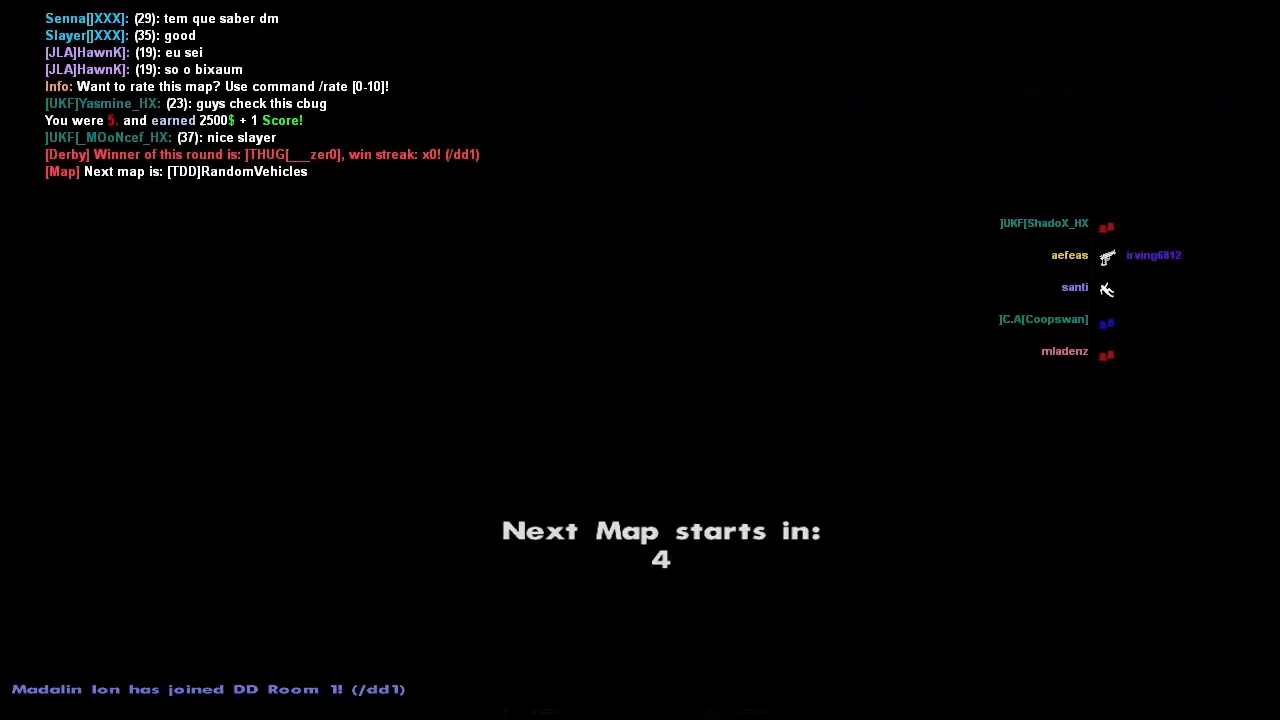 Senna[]XXX]: (29): tem que saber dm
Slayer[]XXX]: (35): good
[JLA]HawnK]: (19): eu sei
[JLA]HawnK]: (19): so o bixaum
Info: Want to rate this map? Use command /rate [0-10]!
[UKF]Yasmine_HX: (23): guys check this cbug
You were 5. and earned 2500$ + 1 Score!
]UKF[_MOoNcef_HX: (37): nice slayer
[Derby] Winner of this round is: ]THUG[___zer0], win streak: x0! (/dd1)
[Map] Next map is: [TDD]RandomVehicles
]UKF[ShadoX_HX
aefeas irving6812
santi
]C.A[Coopswan]
mladenz
Next Map starts in:
4
Madalin Ion has joined DD Room 1! (/dd1)